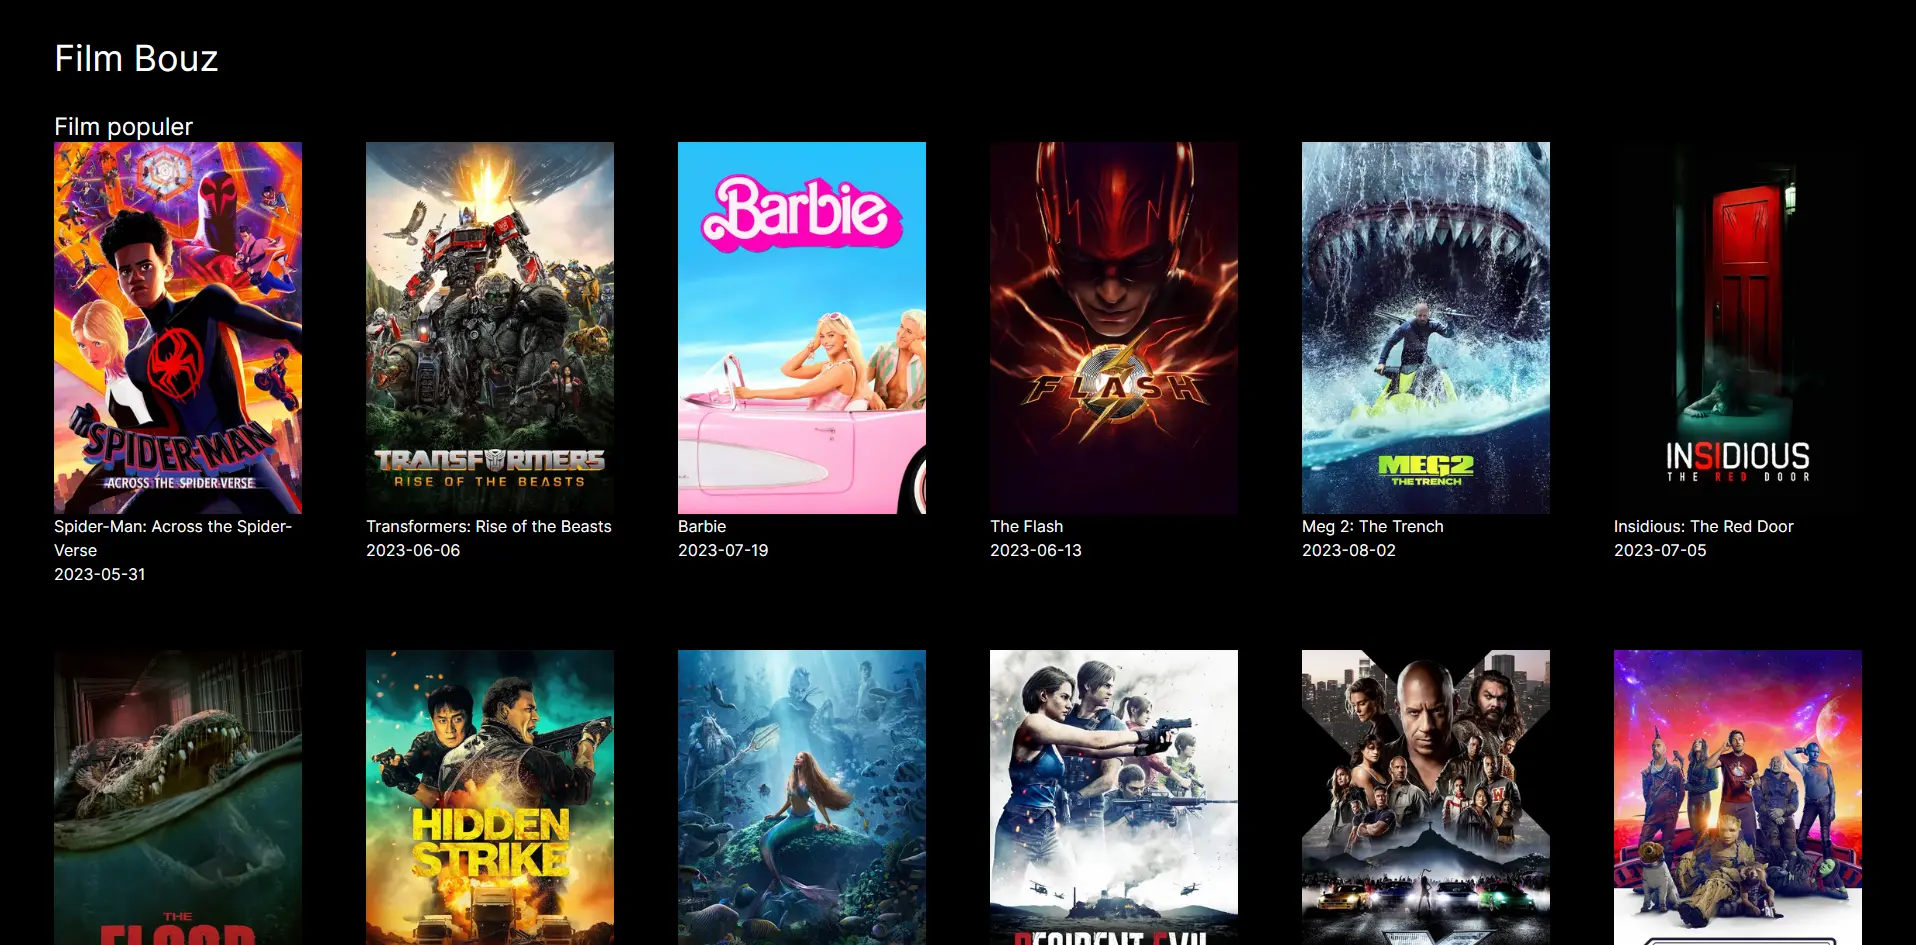 Film Bouz
Film populer
SPIDER-MAN
ACROSS THE SPIDER-VERSE
TRANSFORMERS
RISE OF THE BEASTS
Barbie
FLASH
MEG2
THE TRENCH
INSIDIOUS
THE RED DOOR
Spider-Man: Across the Spider-
Verse
2023-05-31
Transformers: Rise of the Beasts
2023-06-06
Barbie
2023-07-19
The Flash
2023-06-13
Meg 2: The Trench
2023-08-02
Insidious: The Red Door
2023-07-05
THE
FLOOD
HIDDEN
STRIKE
RESIDENT EVIL
X